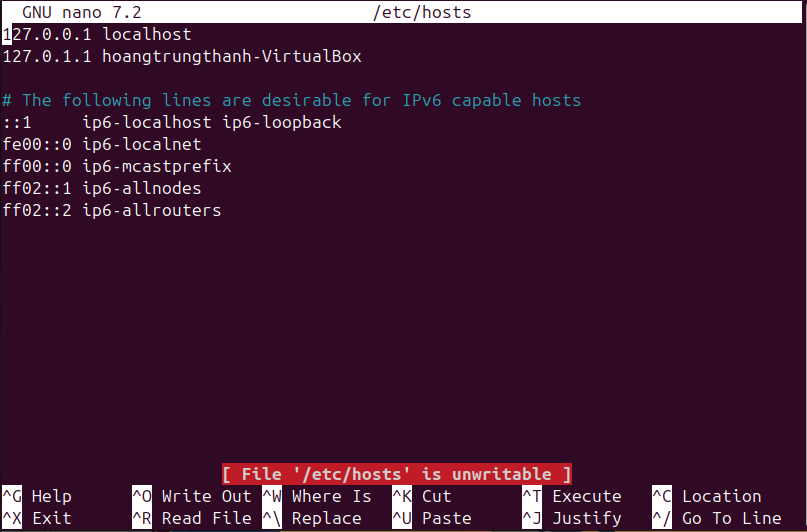 GNU nano 7.2 /etc/hosts
127.0.0.1 localhost
127.0.1.1 hoangtrungthanh-VirtualBox
# The following lines are desirable for IPv6 capable hosts
::1     ip6-localhost ip6-loopback
fe00::0 ip6-localnet
ff00::0 ip6-mcastprefix
ff02::1 ip6-allnodes
ff02::2 ip6-allrouters
[ File '/etc/hosts' is unwritable ]
^G Help ^O Write Out ^W Where Is ^K Cut ^T Execute ^C Location
^X Exit ^R Read File ^\ Replace ^U Paste ^J Justify ^/ Go To Line